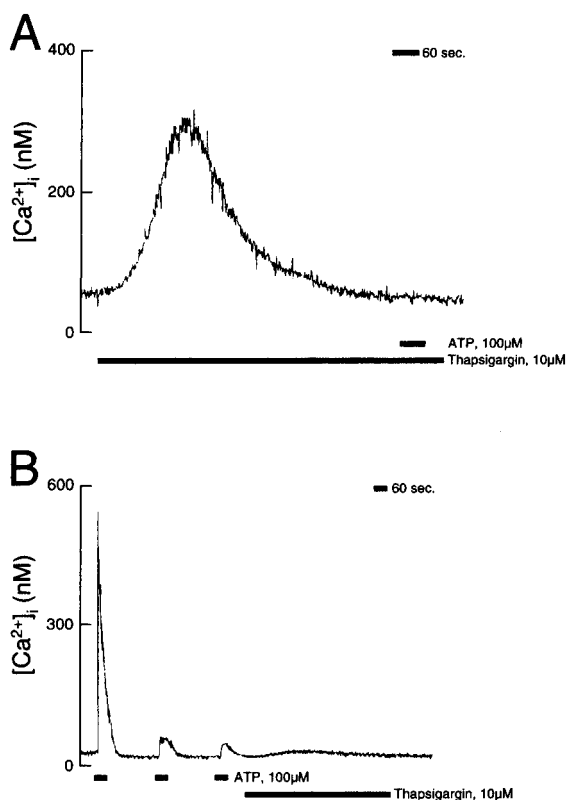 A
400
60 sec.
[Ca²⁺]ᵢ (nM)
200
0
ATP, 100µM
Thapsigargin, 10µM
B
600
60 sec.
[Ca²⁺]ᵢ (nM)
300
0
ATP, 100µM
Thapsigargin, 10µM